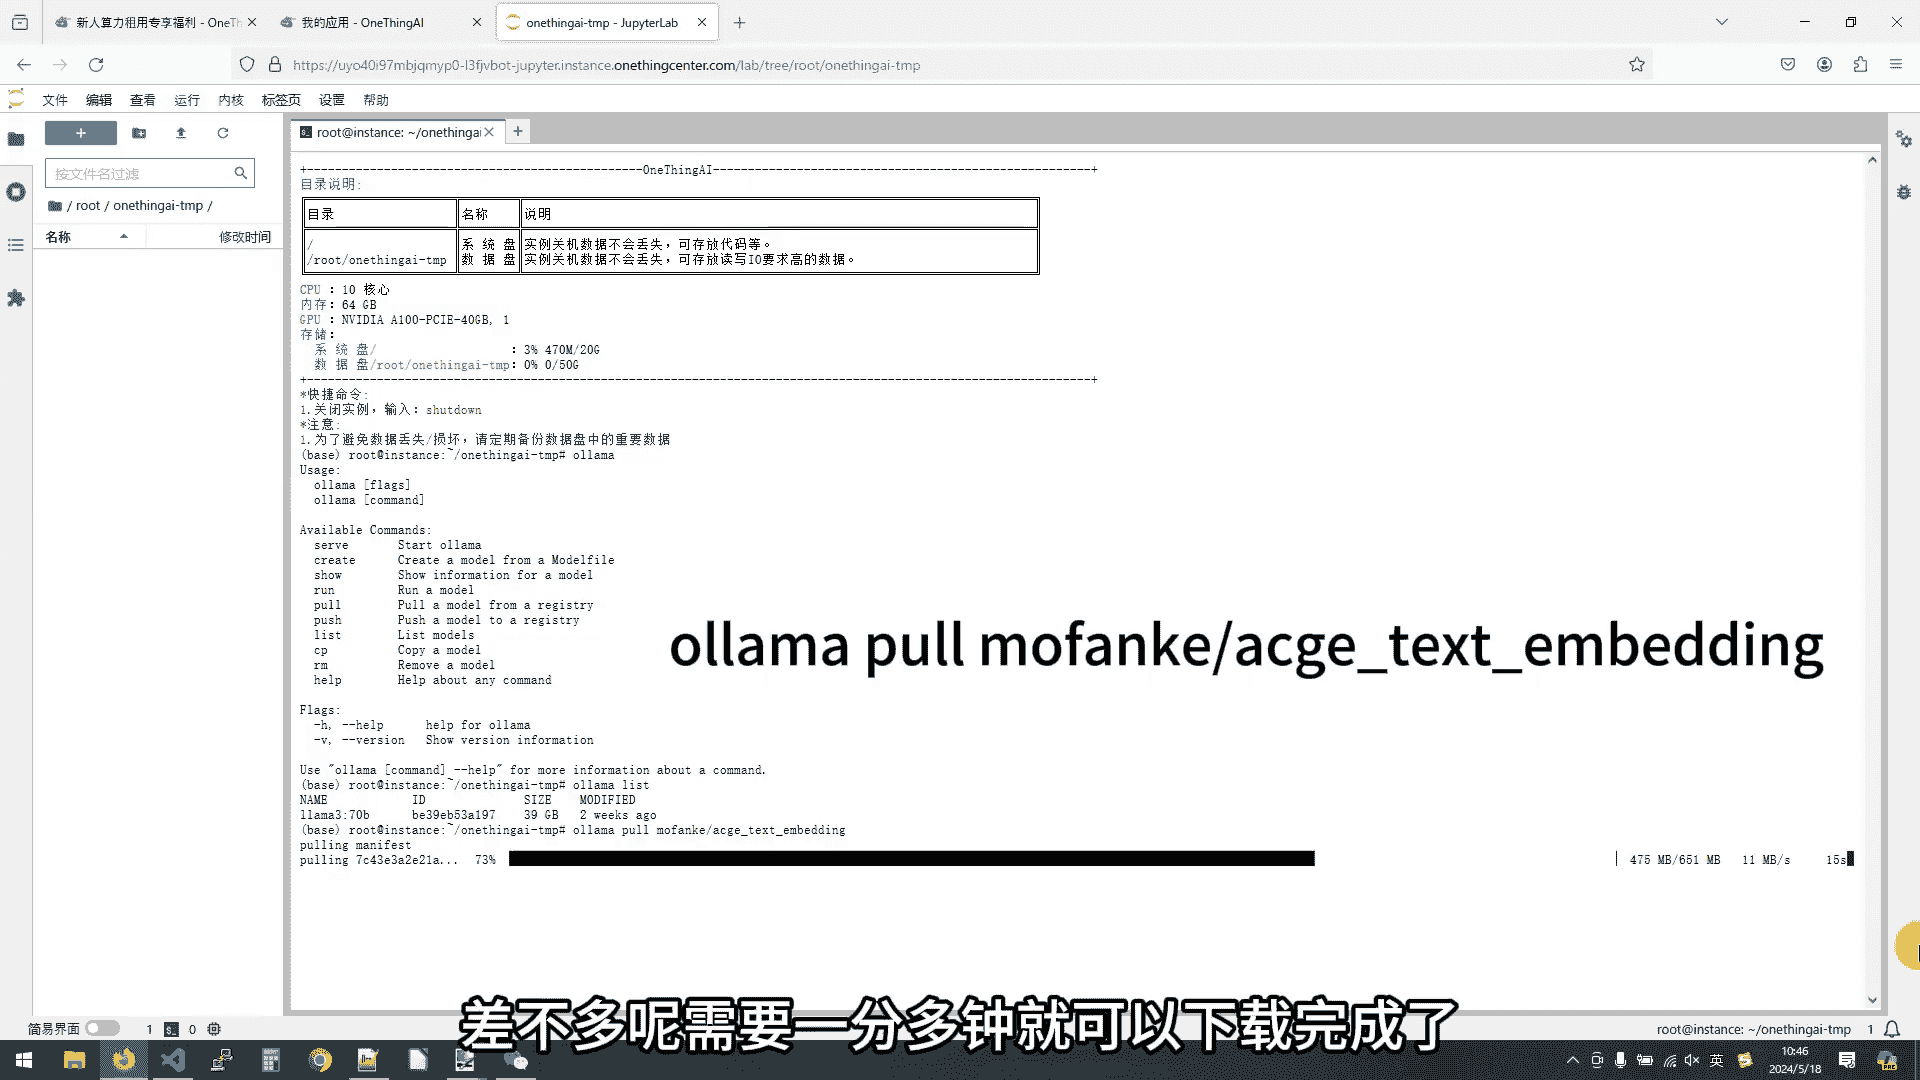 新人算力租用专享福利 - OneTh
我的应用 - OneThingAI
onethingai-tmp - JupyterLab
https://uyo40i97mbjqmyp0-l3fjvbot-jupyter.instance.onethingcenter.com/lab/tree/root/onethingai-tmp
文件 编辑 查看 运行 内核 标签页 设置 帮助
root@instance: ~/onethingai
按文件名过滤
/ root / onethingai-tmp /
名称 修改时间
+------------------------------------------------OneThingAI------------------------------------------------------+
目录说明:
目录 名称 说明
/ 系 统 盘 实例关机数据不会丢失，可存放代码等。
/root/onethingai-tmp 数 据 盘 实例关机数据不会丢失，可存放读写IO要求高的数据。
CPU : 10 核心
内存: 64 GB
GPU : NVIDIA A100-PCIE-40GB, 1
存储:
系 统 盘/ : 3% 470M/20G
数 据 盘/root/onethingai-tmp: 0% 0/50G
+----------------------------------------------------------------------------------------------------------------+
*快捷命令:
1.关闭实例，输入: shutdown
*注意:
1.为了避免数据丢失/损坏，请定期备份数据盘中的重要数据
(base) root@instance:~/onethingai-tmp# ollama
Usage:
ollama [flags]
ollama [command]
Available Commands:
serve Start ollama
create Create a model from a Modelfile
show Show information for a model
run Run a model
pull Pull a model from a registry
push Push a model to a registry
list List models
cp Copy a model
rm Remove a model
help Help about any command
ollama pull mofanke/acge_text_embedding
Flags:
-h, --help help for ollama
-v, --version Show version information
Use "ollama [command] --help" for more information about a command.
(base) root@instance:~/onethingai-tmp# ollama list
NAME ID SIZE MODIFIED
llama3:70b be39eb53a197 39 GB 2 weeks ago
(base) root@instance:~/onethingai-tmp# ollama pull mofanke/acge_text_embedding
pulling manifest
pulling 7c43e3a2e21a... 73% 475 MB/651 MB 11 MB/s 15s
差不多呢需要一分多钟就可以下载完成了
简易界面 1 0 root@instance: ~/onethingai-tmp 1
英 10:46
2024/5/18